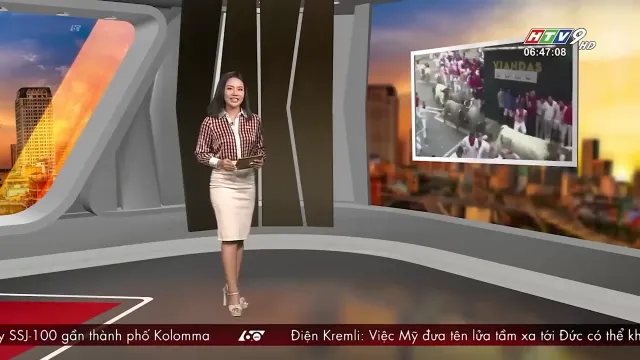 HTV9 HD
06:47:08
VIANDAS
y SSJ-100 gần thành phố Kolomma
60
Điện Kremli: Việc Mỹ đưa tên lửa tầm xa tới Đức có thể kh